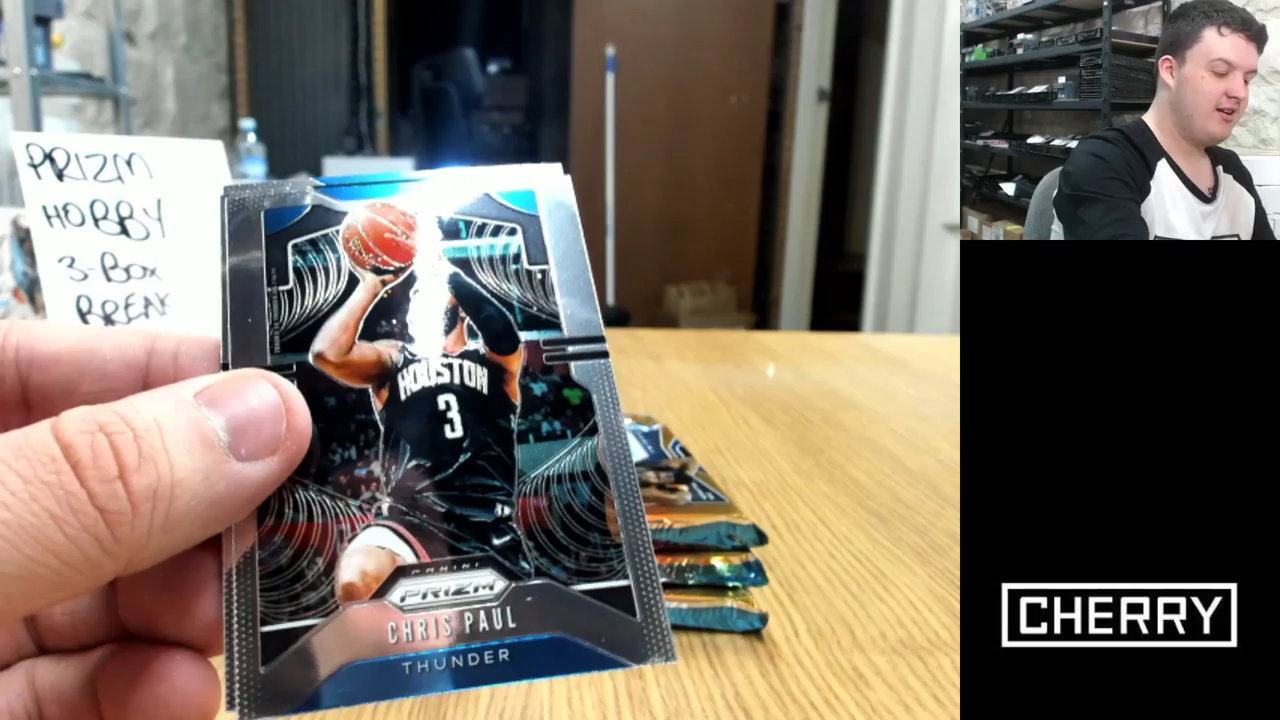 PRIZM
HOBBY
3-BOX
BREAK
HOUSTON
3
PANINI
PRIZM
CHRIS PAUL
THUNDER
CHERRY